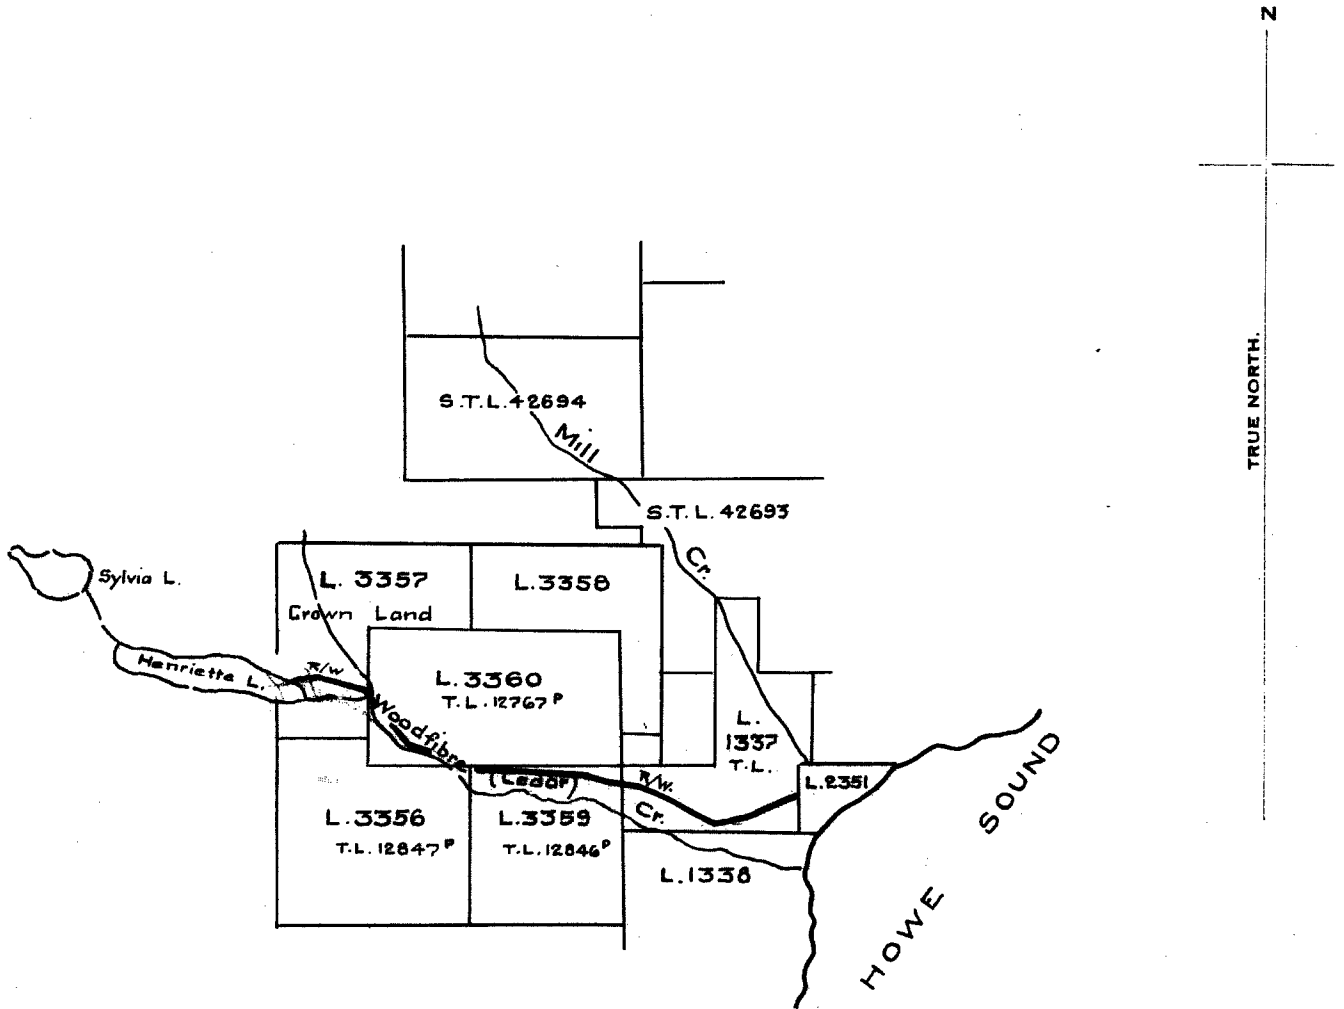 N
TRUE NORTH.
S.T.L. 42694
Mill
S.T.L. 42693
Cr.
Sylvia L.
L. 3357
Crown Land
L. 3358
Henrietta L.
R/W
L. 3360
T.L. 12767 P
Woodfibre
(Cedar)
Cr.
R/W.
L.
1337
T.L.
L. 2351
L. 3356
T.L. 12847 P
L. 3359
T.L. 12846 P
L. 1338
HOWE SOUND